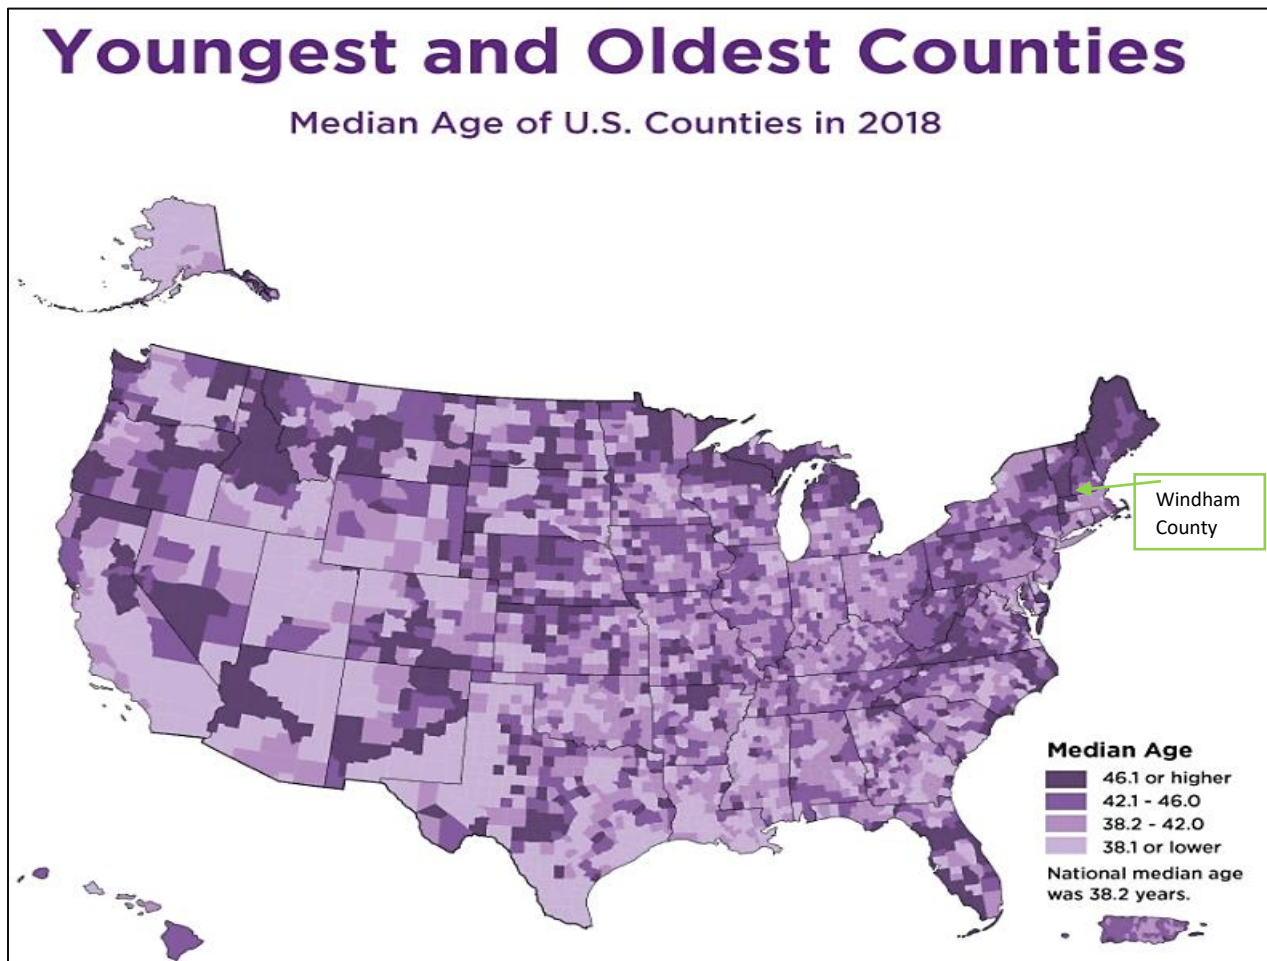 Youngest and Oldest Counties
Median Age of U.S. Counties in 2018
Windham
County
Median Age
46.1 or higher
42.1 - 46.0
38.2 - 42.0
38.1 or lower
National median age
was 38.2 years.